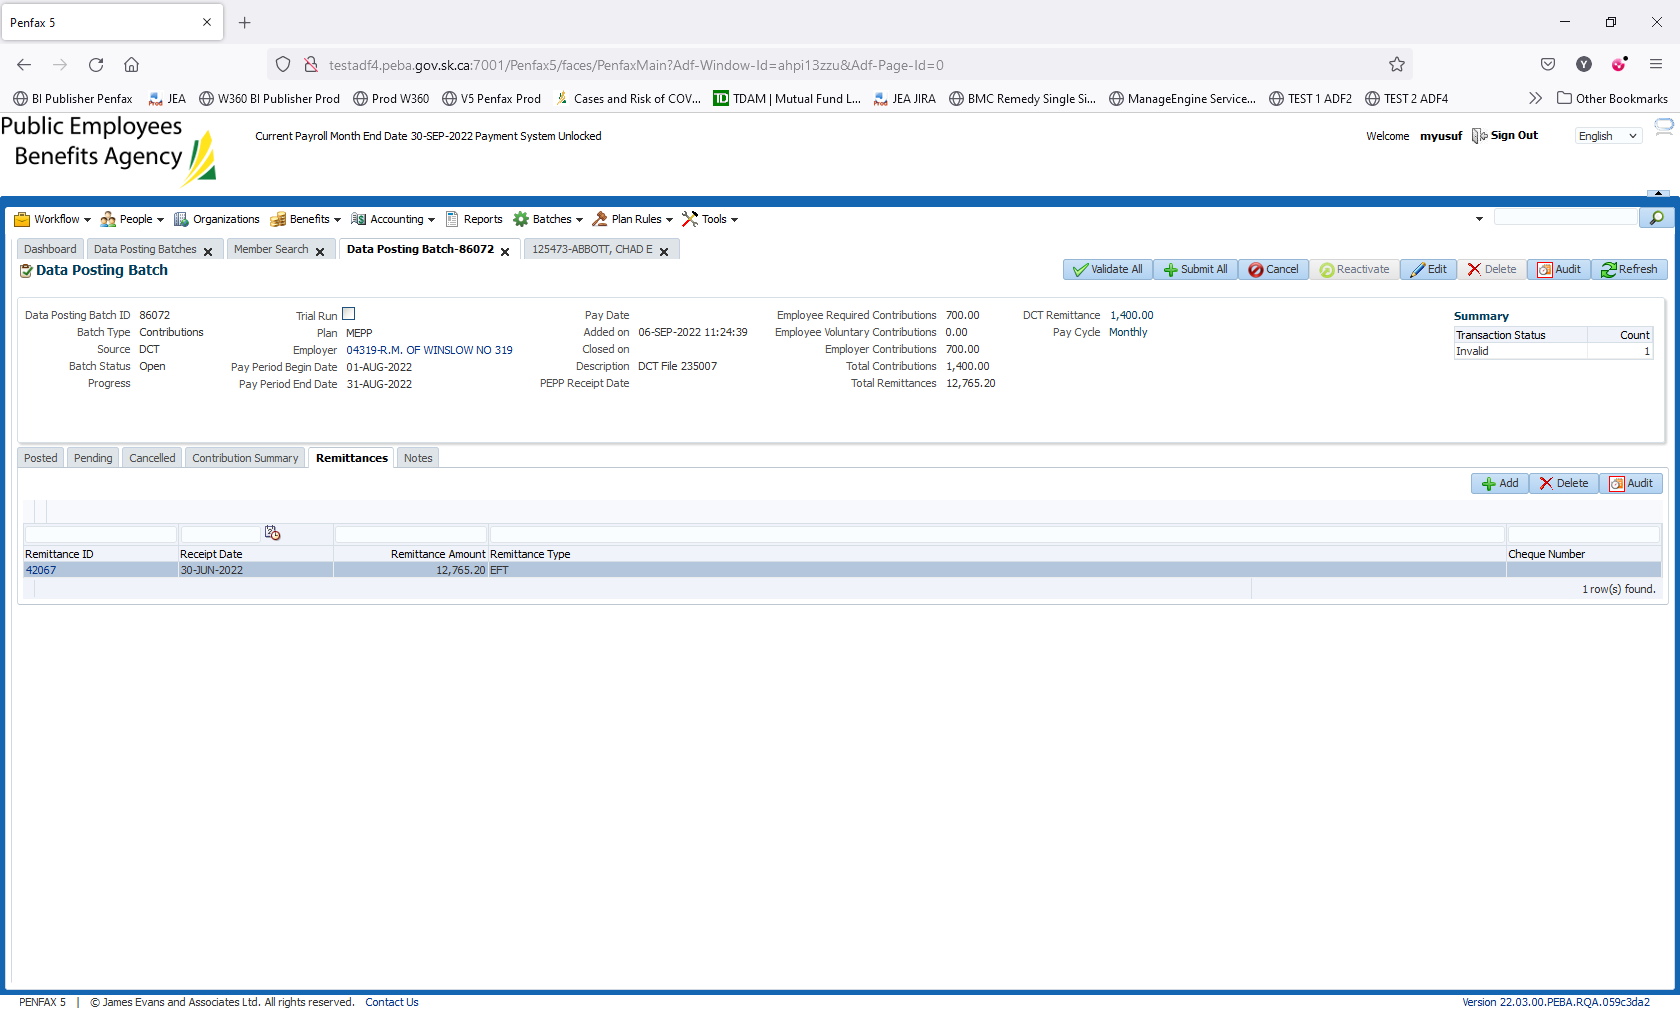 Penfax 5
testadf4.peba.gov.sk.ca:7001/Penfax5/faces/PenfaxMain?Adf-Window-Id=ahpi13zzu&Adf-Page-Id=0
Y
BI Publisher Penfax JEA W360 BI Publisher Prod Prod W360 V5 Penfax Prod Cases and Risk of COV... TD TDAM | Mutual Fund L... JEA JIRA BMC Remedy Single Si... ManageEngine Service... TEST 1 ADF2 TEST 2 ADF4 Other Bookmarks
Public Employees
Benefits Agency
Current Payroll Month End Date 30-SEP-2022 Payment System Unlocked
Welcome myusuf Sign Out English
Workflow People Organizations Benefits Accounting Reports Batches Plan Rules Tools
Dashboard Data Posting Batches Member Search Data Posting Batch-86072 125473-ABBOTT, CHAD E
Data Posting Batch
Validate All Submit All Cancel Reactivate Edit Delete Audit Refresh
Data Posting Batch ID 86072
Batch Type Contributions
Source DCT
Batch Status Open
Progress
Trial Run
Plan MEPP
Employer 04319-R.M. OF WINSLOW NO 319
Pay Period Begin Date 01-AUG-2022
Pay Period End Date 31-AUG-2022
Pay Date
Added on 06-SEP-2022 11:24:39
Closed on
Description DCT File 235007
PEPP Receipt Date
Employee Required Contributions 700.00
Employee Voluntary Contributions 0.00
Employer Contributions 700.00
Total Contributions 1,400.00
Total Remittances 12,765.20
DCT Remittance 1,400.00
Pay Cycle Monthly
Summary
Transaction Status Count
Invalid 1
Posted Pending Cancelled Contribution Summary Remittances Notes
Add Delete Audit
Remittance ID Receipt Date Remittance Amount Remittance Type Cheque Number
42067 30-JUN-2022 12,765.20 EFT
1 row(s) found.
PENFAX 5 | © James Evans and Associates Ltd. All rights reserved. Contact Us
Version 22.03.00.PEBA.RQA.059c3da2